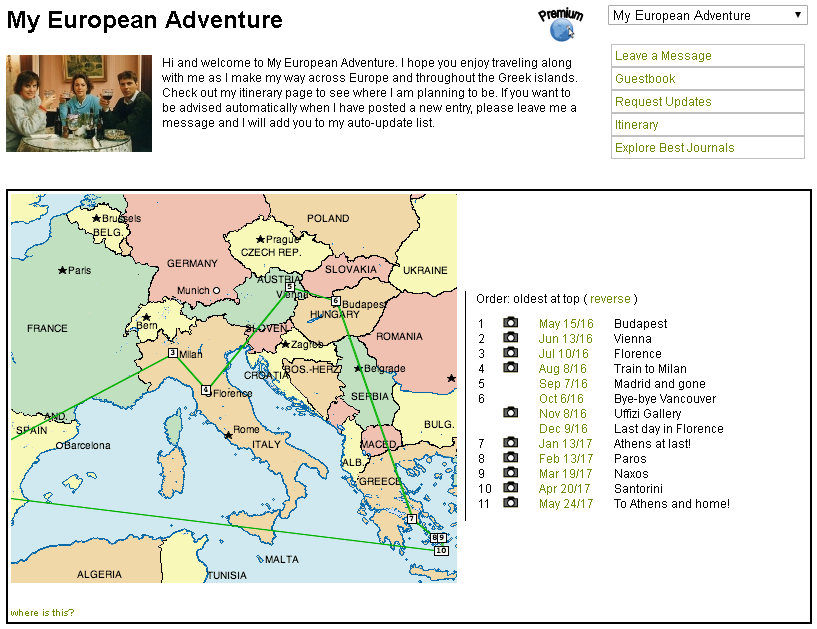 My European Adventure
Premium
My European Adventure
Hi and welcome to My European Adventure. I hope you enjoy traveling along
with me as I make my way across Europe and throughout the Greek islands.
Check out my itinerary page to see where I am planning to be. If you want to
be advised automatically when I have posted a new entry, please leave me a
message and I will add you to my auto-update list.
Leave a Message
Guestbook
Request Updates
Itinerary
Explore Best Journals
Brussels
BELG.
POLAND
Prague
CZECH REP.
GERMANY
Paris
SLOVAKIA
UKRAINE
AUSTRIA
Munich
5
Vienna
6
Budapest
HUNGARY
Bern
FRANCE
SLOVEN.
ROMANIA
Zagreb
3
Milan
CROATIA
BOS.-HERZ.
Belgrade
4
Florence
SERBIA
AND.
SPAIN
Rome
BULG.
Barcelona
ITALY
MACED.
ALB.
GREECE
7
8 9
10
MALTA
ALGERIA
TUNISIA
Order: oldest at top ( reverse )
1 May 15/16 Budapest
2 Jun 13/16 Vienna
3 Jul 10/16 Florence
4 Aug 8/16 Train to Milan
5 Sep 7/16 Madrid and gone
6 Oct 6/16 Bye-bye Vancouver
Nov 8/16 Uffizi Gallery
Dec 9/16 Last day in Florence
7 Jan 13/17 Athens at last!
8 Feb 13/17 Paros
9 Mar 19/17 Naxos
10 Apr 20/17 Santorini
11 May 24/17 To Athens and home!
where is this?